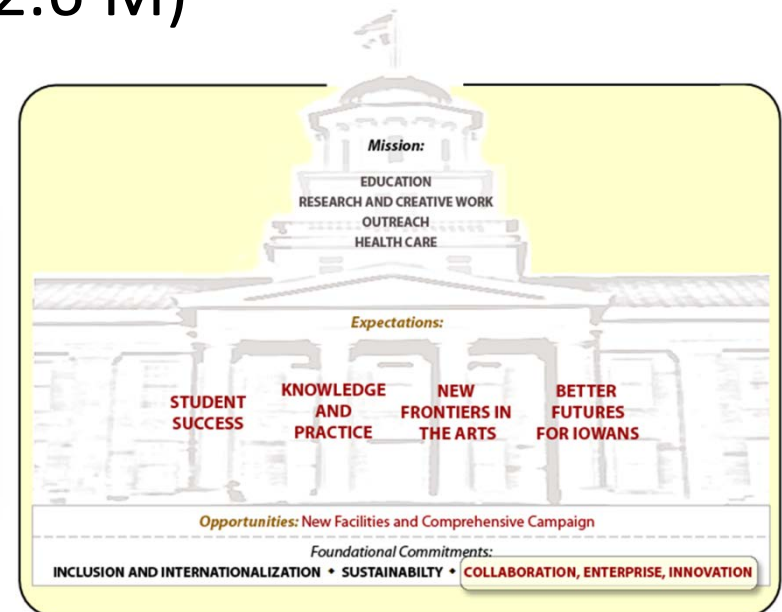 2.6 M)
Mission:
EDUCATION
RESEARCH AND CREATIVE WORK
OUTREACH
HEALTH CARE
Expectations:
STUDENT
SUCCESS
KNOWLEDGE
AND
PRACTICE
NEW
FRONTIERS IN
THE ARTS
BETTER
FUTURES
FOR IOWANS
Opportunities: New Facilities and Comprehensive Campaign
Foundational Commitments:
INCLUSION AND INTERNATIONALIZATION • SUSTAINABILTY • COLLABORATION, ENTERPRISE, INNOVATION